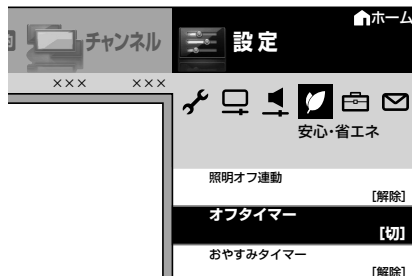 ホーム
チャンネル
設定
××× ×××
安心・省エネ
照明オフ連動
[解除]
オフタイマー
[切]
おやすみタイマー
[解除]